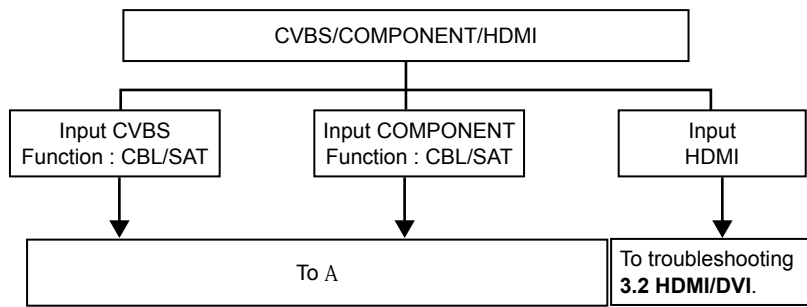 CVBS/COMPONENT/HDMI
Input CVBS
Function : CBL/SAT
Input COMPONENT
Function : CBL/SAT
Input
HDMI
To A
To troubleshooting
3.2 HDMI/DVI.